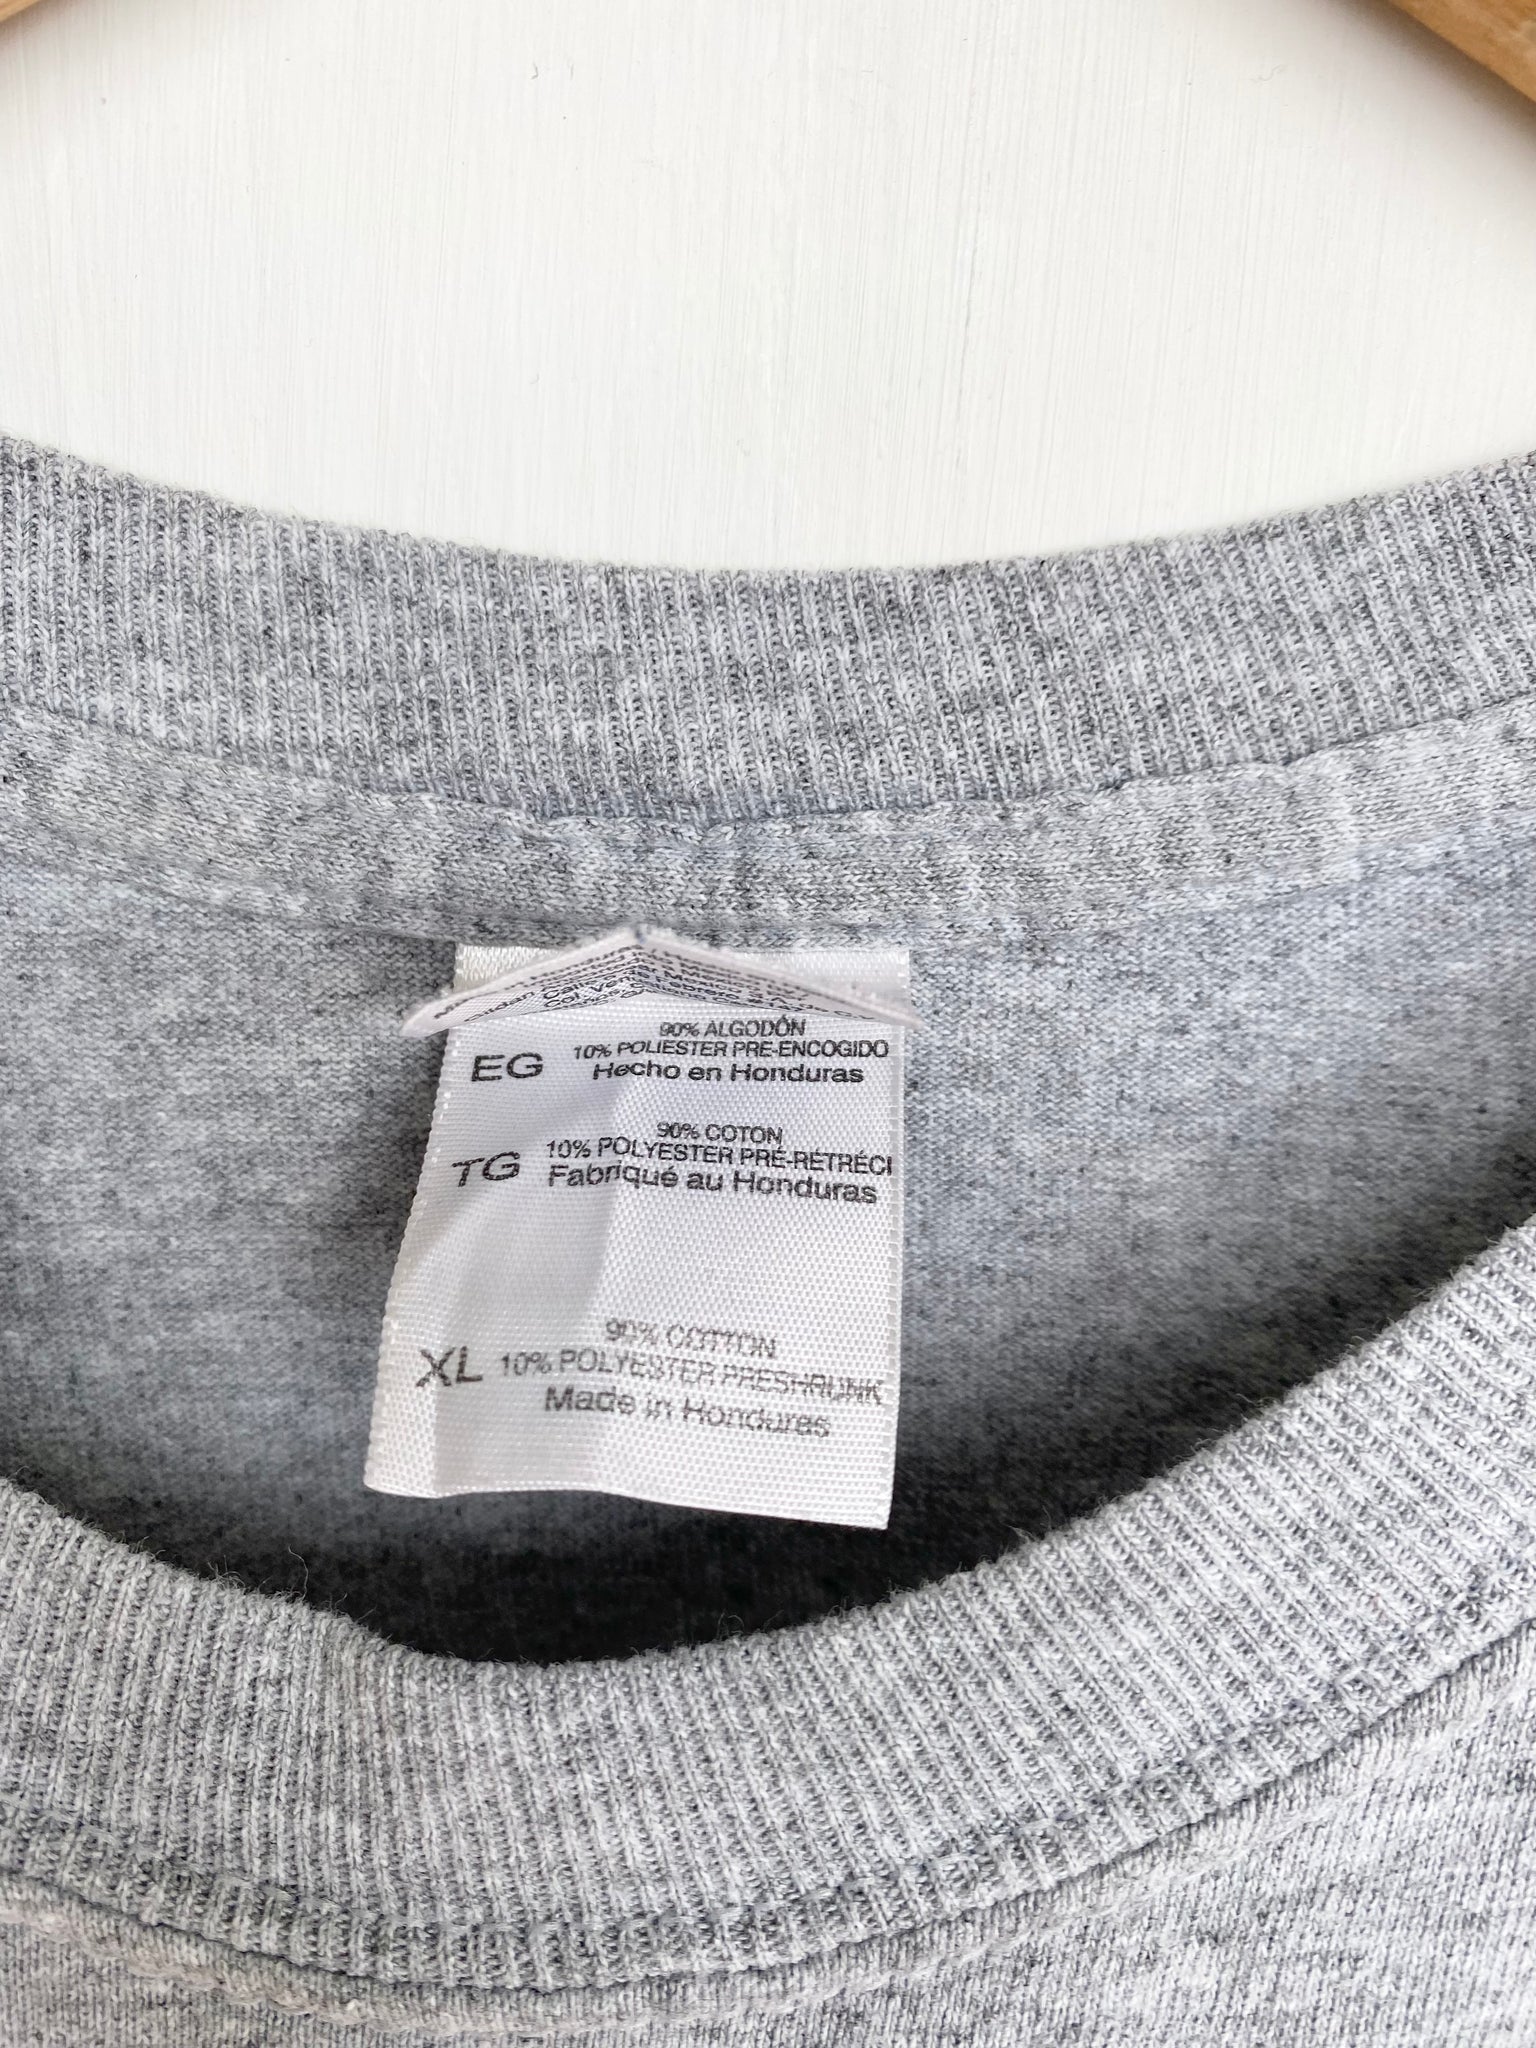 90% ALGODÓN
EG 10% POLIESTER PRE-ENCOGIDO
Hecho en Honduras
90% COTON
TG 10% POLYESTER PRÉ-RÉTRÉCI
Fabriqué au Honduras
90% COTTON
XL 10% POLYESTER PRESHRUNK
Made in Honduras